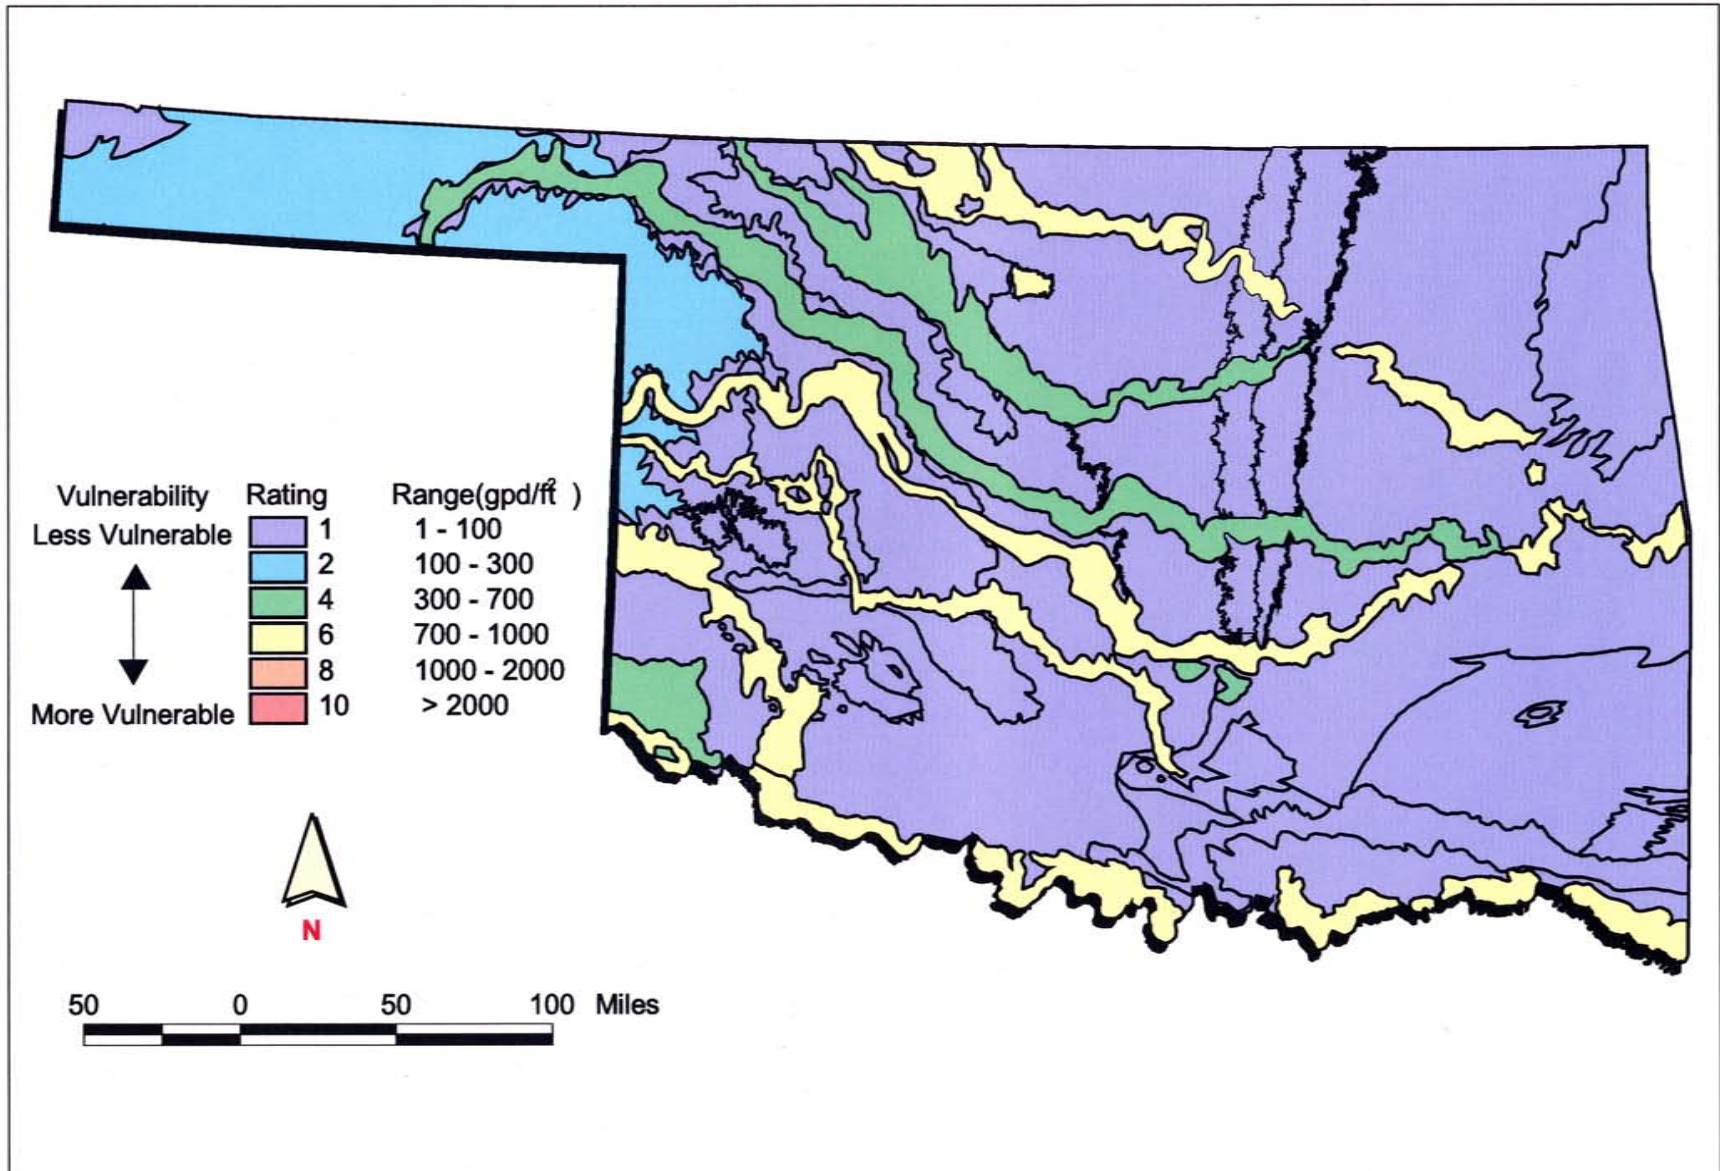 Vulnerability Rating Range(gpd/ft² )
Less Vulnerable 1 1 - 100
2 100 - 300
4 300 - 700
6 700 - 1000
8 1000 - 2000
More Vulnerable 10 > 2000
N
50 0 50 100 Miles